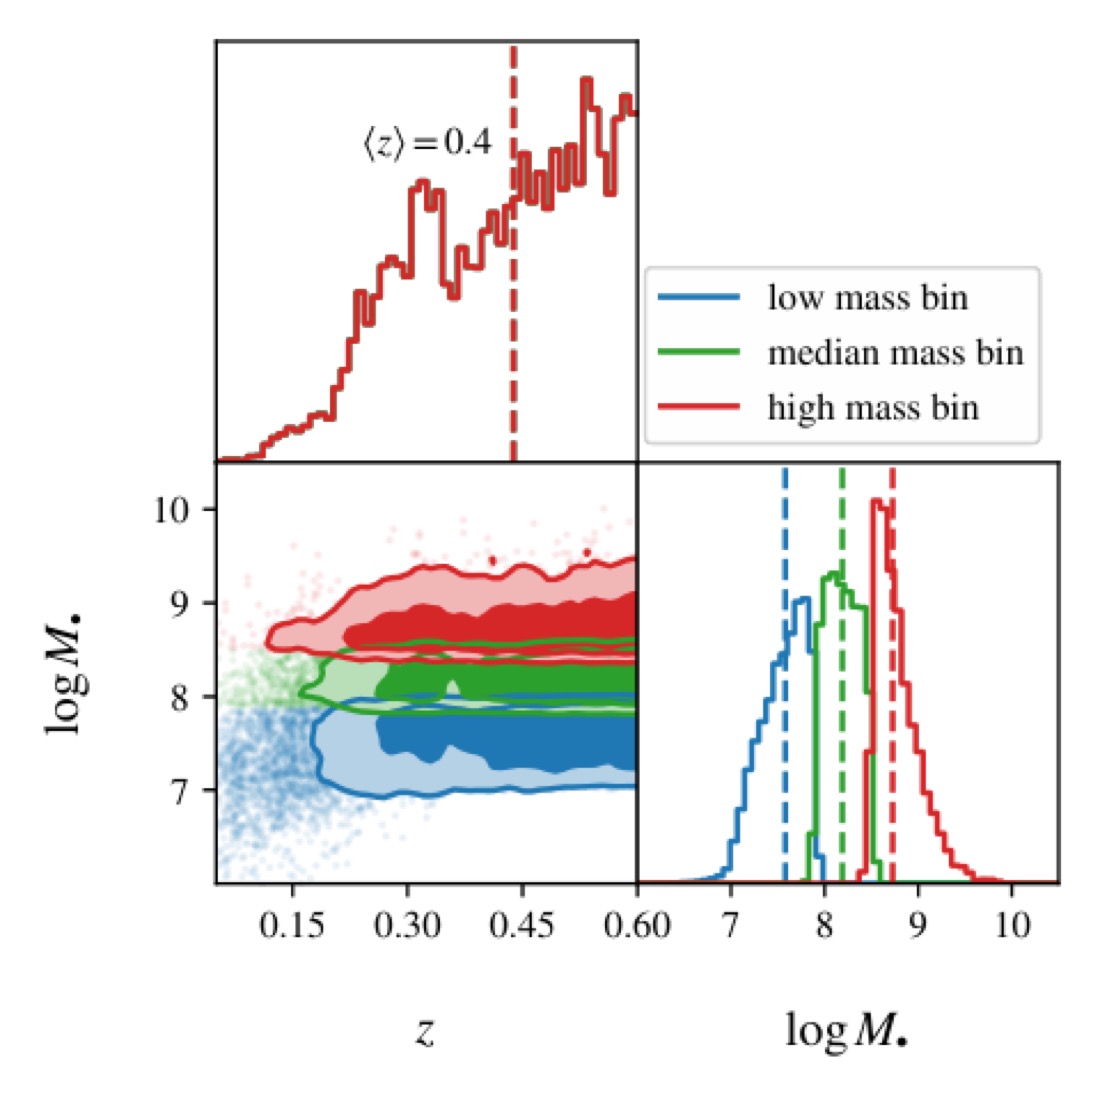 ⟨z⟩ = 0.4
low mass bin
median mass bin
high mass bin
10
9
8
7
log M•
0.15 0.30 0.45 0.60 7 8 9 10
z log M•